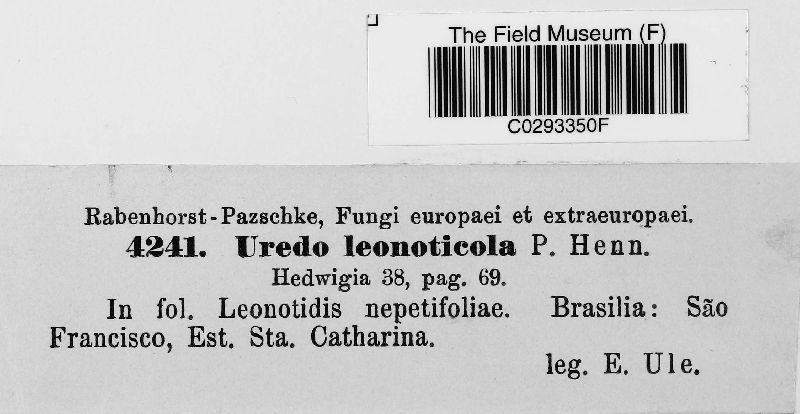 The Field Museum (F)
C0293350F
Rabenhorst-Pazschke, Fungi europaei et extraeuropaei.
4241. Uredo leonoticola P. Henn.
Hedwigia 38, pag. 69.
In fol. Leonotidis nepetifoliae. Brasilia: São
Francisco, Est. Sta. Catharina.
leg. E. Ule.